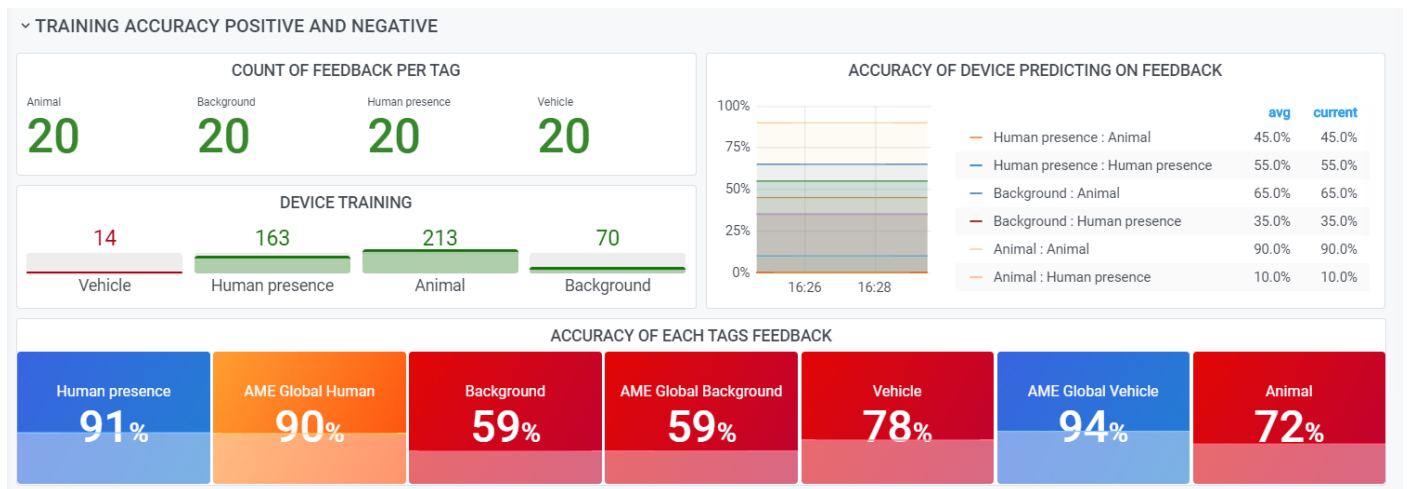 TRAINING ACCURACY POSITIVE AND NEGATIVE
COUNT OF FEEDBACK PER TAG
Animal Background Human presence Vehicle
20 20 20 20
DEVICE TRAINING
14 163 213 70
Vehicle Human presence Animal Background
ACCURACY OF DEVICE PREDICTING ON FEEDBACK
100%
75%
50%
25%
0%
16:26 16:28
avg current
Human presence : Animal 45.0% 45.0%
Human presence : Human presence 55.0% 55.0%
Background : Animal 65.0% 65.0%
Background : Human presence 35.0% 35.0%
Animal : Animal 90.0% 90.0%
Animal : Human presence 10.0% 10.0%
ACCURACY OF EACH TAGS FEEDBACK
Human presence AME Global Human Background AME Global Background Vehicle AME Global Vehicle Animal
91% 90% 59% 59% 78% 94% 72%